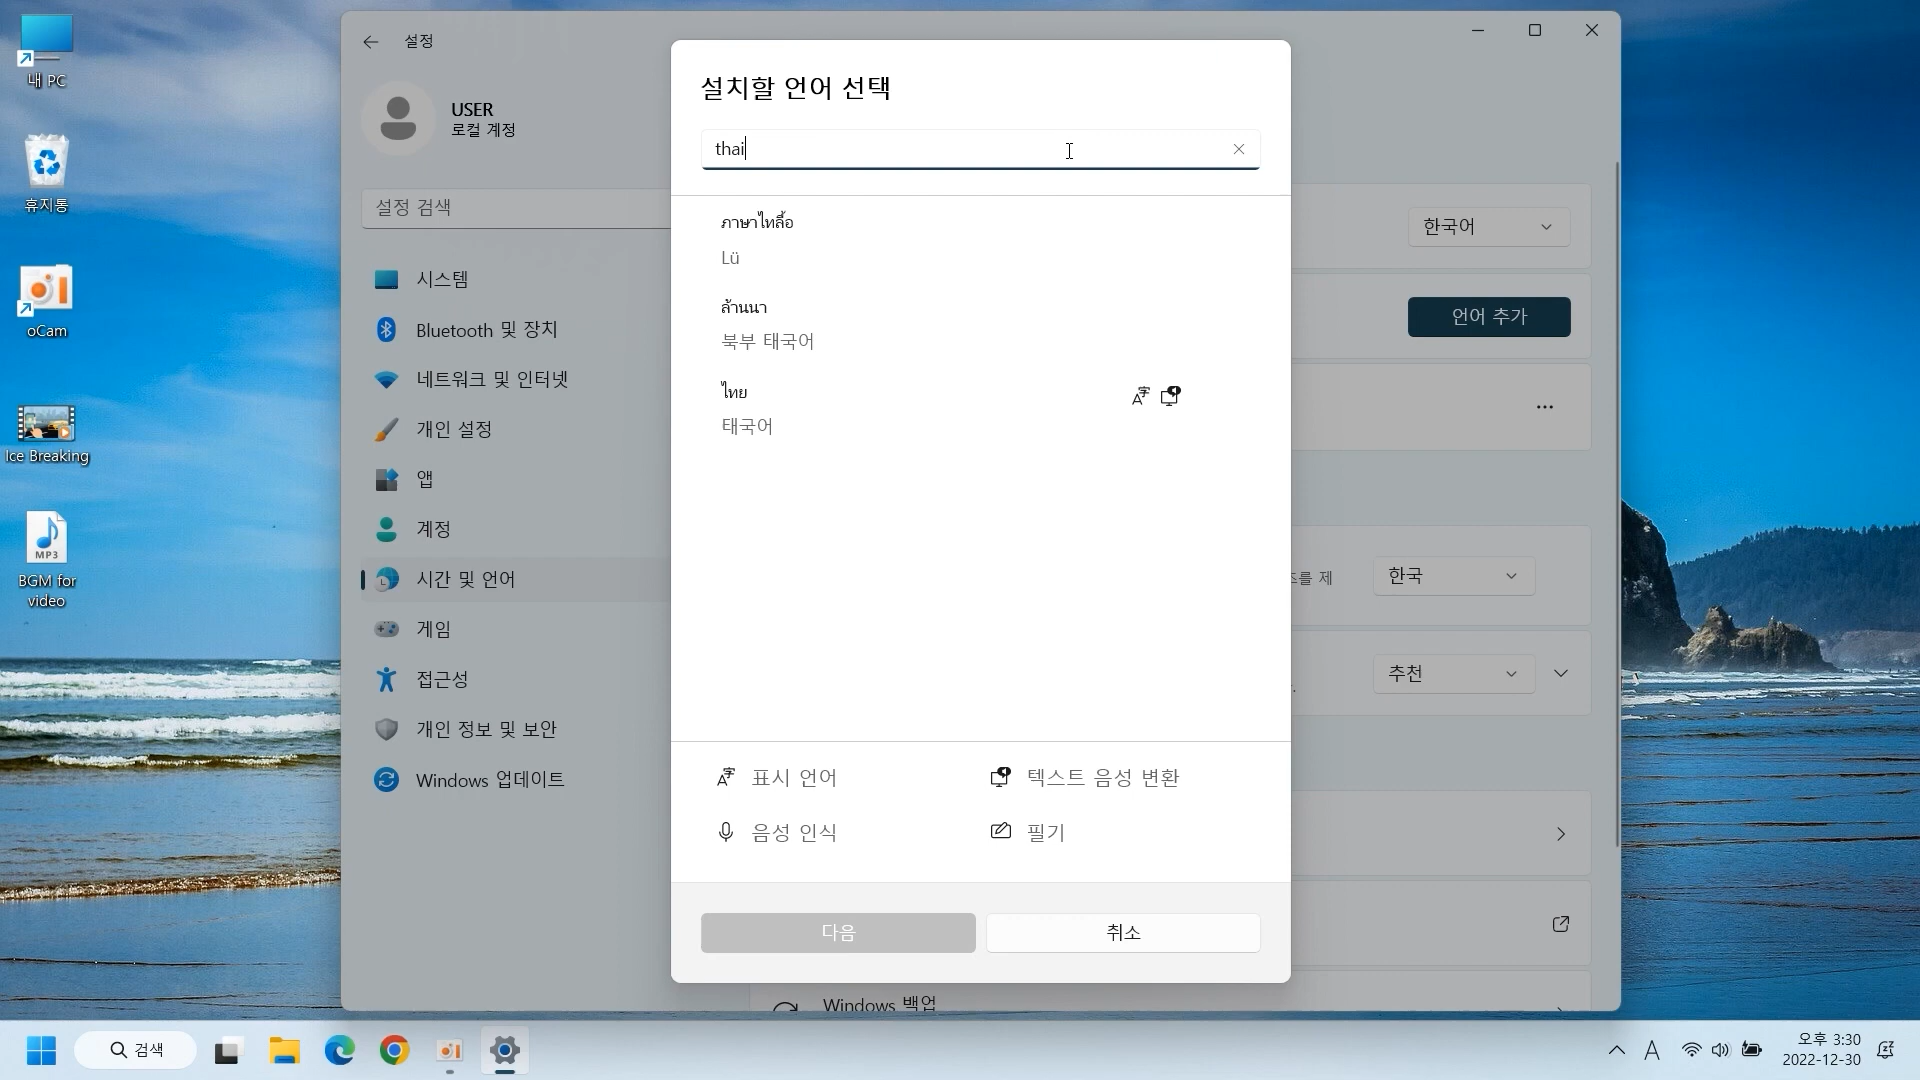 내 PC
휴지통
oCam
Ice Breaking
MP3
BGM for
video
설정
USER
로컬 계정
설정 검색
시스템
Bluetooth 및 장치
네트워크 및 인터넷
개인 설정
앱
계정
시간 및 언어
게임
접근성
개인 정보 및 보안
Windows 업데이트
설치할 언어 선택
thai
ภาษาไทลื้อ
Lü
ล้านนา
북부 태국어
ไทย
태국어
표시 언어
텍스트 음성 변환
음성 인식
필기
다음
취소
한국어
언어 추가
를 제
한국
추천
Windows 백업
검색
A
오후 3:30
2022-12-30